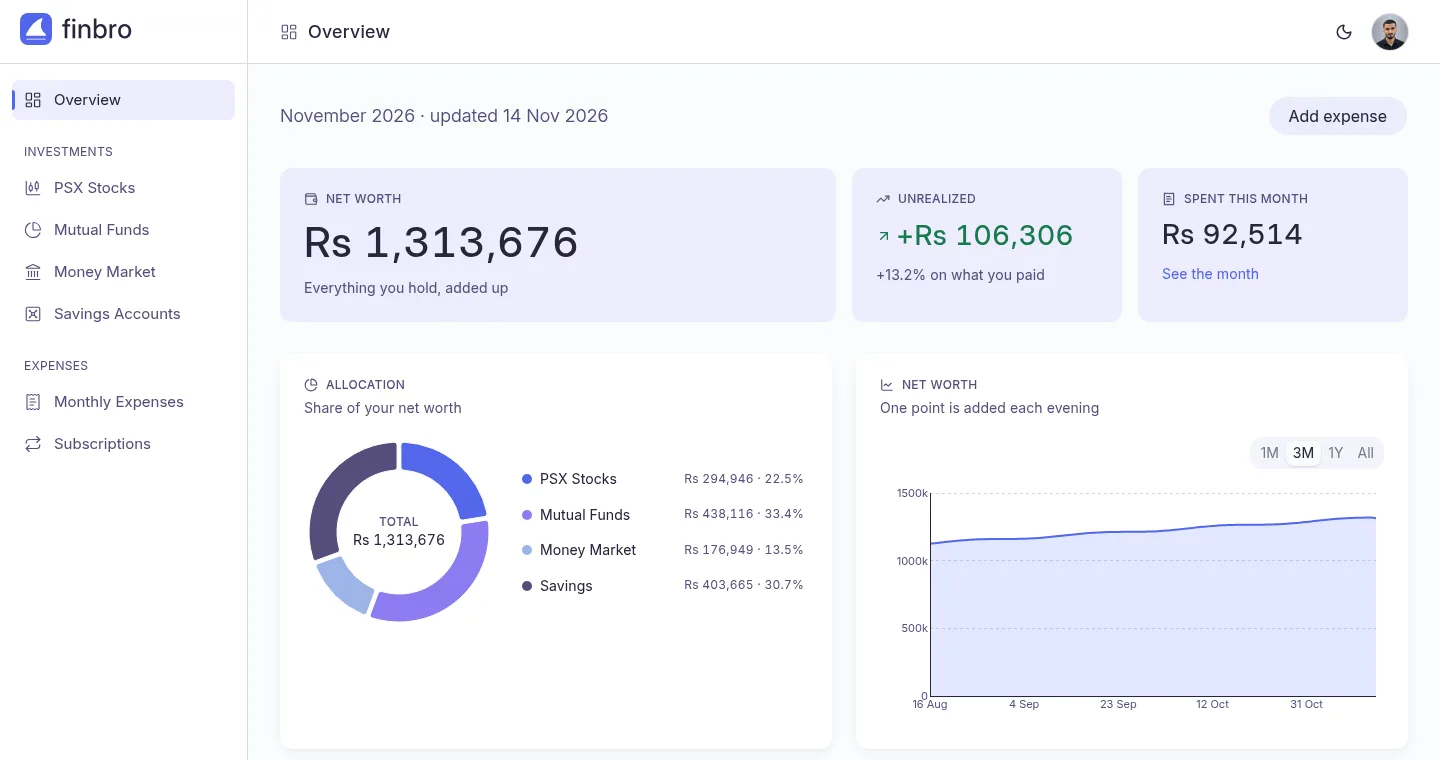 finbro
Overview
Overview
INVESTMENTS
PSX Stocks
Mutual Funds
Money Market
Savings Accounts
EXPENSES
Monthly Expenses
Subscriptions
November 2026 · updated 14 Nov 2026
Add expense
NET WORTH
Rs 1,313,676
Everything you hold, added up
UNREALIZED
+Rs 106,306
+13.2% on what you paid
SPENT THIS MONTH
Rs 92,514
See the month
ALLOCATION
Share of your net worth
TOTAL
Rs 1,313,676
PSX Stocks Rs 294,946 · 22.5%
Mutual Funds Rs 438,116 · 33.4%
Money Market Rs 176,949 · 13.5%
Savings Rs 403,665 · 30.7%
NET WORTH
One point is added each evening
1M 3M 1Y All
1500k
1000k
500k
0
16 Aug 4 Sep 23 Sep 12 Oct 31 Oct